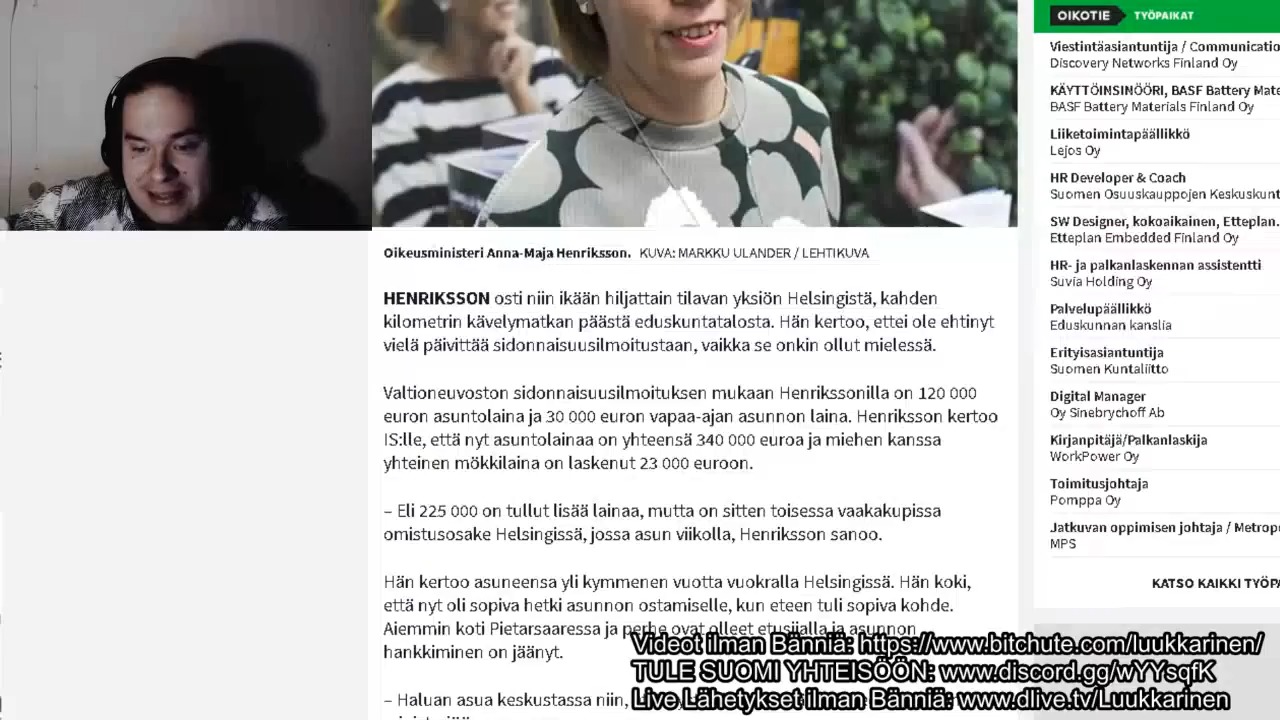 OIKOTIE TYÖPAIKAT
Viestintäasiantuntija / Communicatio
Discovery Networks Finland Oy
KÄYTTÖINSINÖÖRI, BASF Battery Mate
BASF Battery Materials Finland Oy
Liiketoimintapäällikkö
Lejos Oy
HR Developer & Coach
Suomen Osuuskauppojen Keskuskunt
SW Designer, kokoaikainen, Etteplan.
Etteplan Embedded Finland Oy
HR- ja palkanlaskennan assistentti
Suvia Holding Oy
Palvelupäällikkö
Eduskunnan kanslia
Erityisasiantuntija
Suomen Kuntaliitto
Digital Manager
Oy Sinebrychoff Ab
Kirjanpitäjä/Palkanlaskija
WorkPower Oy
Toimitusjohtaja
Pomppa Oy
Jatkuvan oppimisen johtaja / Metrop
MPS
KATSO KAIKKI TYÖPA
Oikeusministeri Anna-Maja Henriksson. KUVA: MARKKU ULANDER / LEHTIKUVA
HENRIKSSON osti niin ikään hiljattain tilavan yksiön Helsingistä, kahden
kilometrin kävelymatkan päästä eduskuntatalosta. Hän kertoo, ettei ole ehtinyt
vielä päivittää sidonnaisuusilmoitustaan, vaikka se onkin ollut mielessä.
Valtioneuvoston sidonnaisuusilmoituksen mukaan Henrikssonilla on 120 000
euron asuntolaina ja 30 000 euron vapaa-ajan asunnon laina. Henriksson kertoo
IS:lle, että nyt asuntolainaa on yhteensä 340 000 euroa ja miehen kanssa
yhteinen mökkilaina on laskenut 23 000 euroon.
– Eli 225 000 on tullut lisää lainaa, mutta on sitten toisessa vaakakupissa
omistusosake Helsingissä, jossa asun viikolla, Henriksson sanoo.
Hän kertoo asuneensa yli kymmenen vuotta vuokralla Helsingissä. Hän koki,
että nyt oli sopiva hetki asunnon ostamiselle, kun eteen tuli sopiva kohde.
Aiemmin koti Pietarsaaressa ja perhe ovat olleet etusijalla ja asunnon
hankkiminen on jäänyt.
– Haluan asua keskustassa niin,
Videot ilman Bänniä: https://www.bitchute.com/luukkarinen/
TULE SUOMI YHTEISÖÖN: www.discord.gg/wYYsqfK
Live Lähetykset ilman Bänniä: www.dlive.tv/Luukkarinen